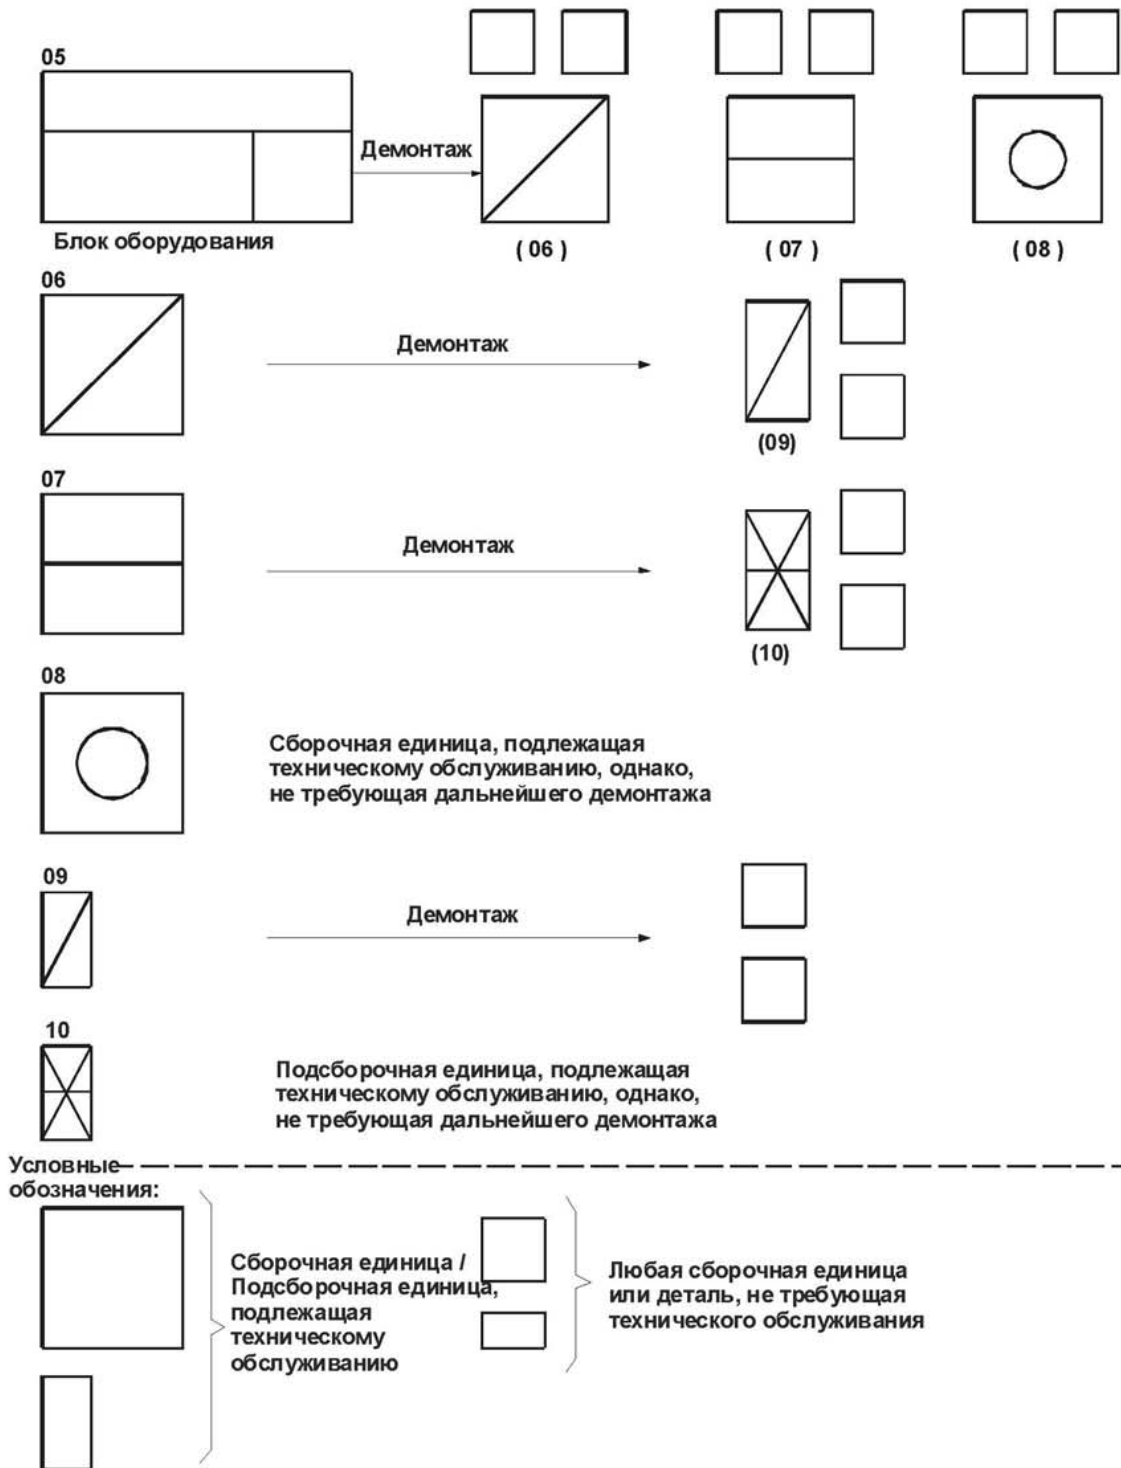 05
Демонтаж
Блок оборудования
( 06 )
( 07 )
( 08 )
06
Демонтаж
(09)
07
Демонтаж
(10)
08
Сборочная единица, подлежащая
техническому обслуживанию, однако,
не требующая дальнейшего демонтажа
09
Демонтаж
10
Подсборочная единица, подлежащая
техническому обслуживанию, однако,
не требующая дальнейшего демонтажа
Условные
обозначения:
Сборочная единица /
Подсборочная единица,
подлежащая
техническому
обслуживанию
Любая сборочная единица
или деталь, не требующая
технического обслуживания